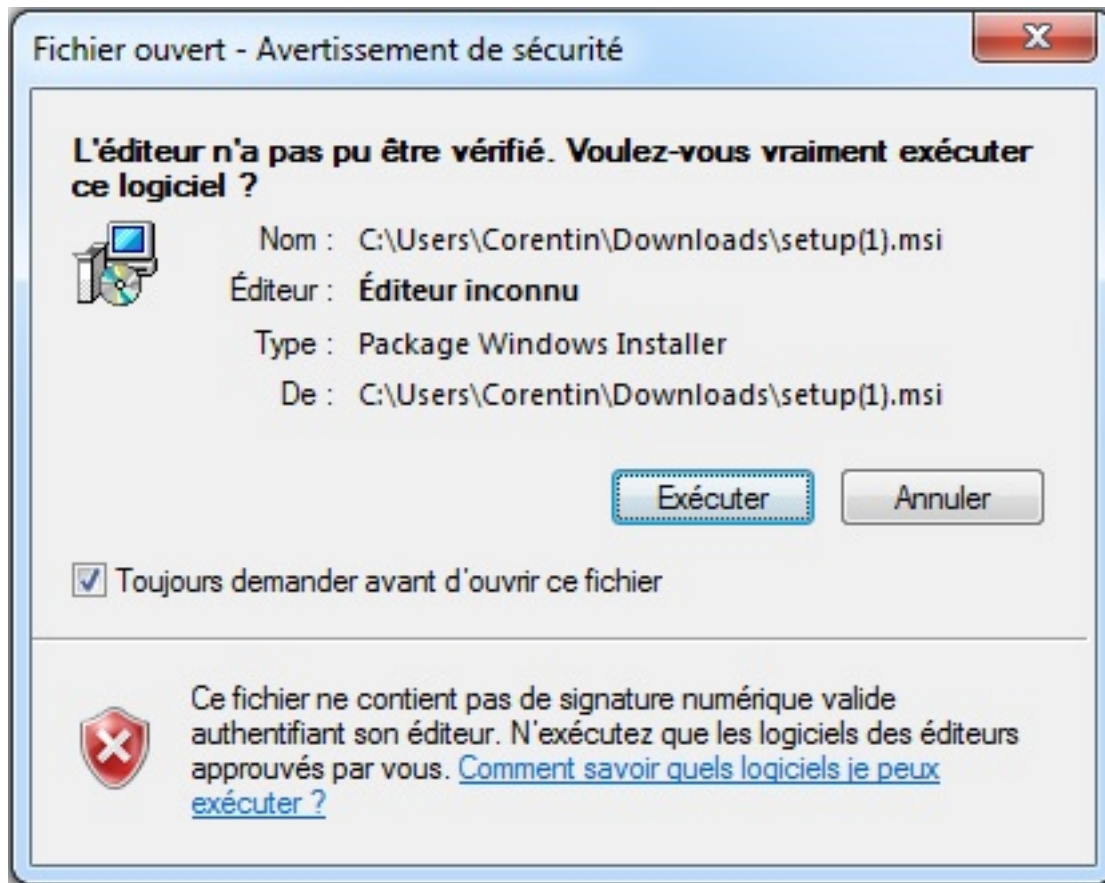 Fichier ouvert - Avertissement de sécurité
L'éditeur n'a pas pu être vérifié. Voulez-vous vraiment exécuter
ce logiciel ?
Nom : C:\Users\Corentin\Downloads\setup(1).msi
Éditeur : Éditeur inconnu
Type : Package Windows Installer
De : C:\Users\Corentin\Downloads\setup(1).msi
Exécuter Annuler
Toujours demander avant d'ouvrir ce fichier
Ce fichier ne contient pas de signature numérique valide
authentifiant son éditeur. N'exécutez que les logiciels des éditeurs
approuvés par vous. Comment savoir quels logiciels je peux
exécuter ?